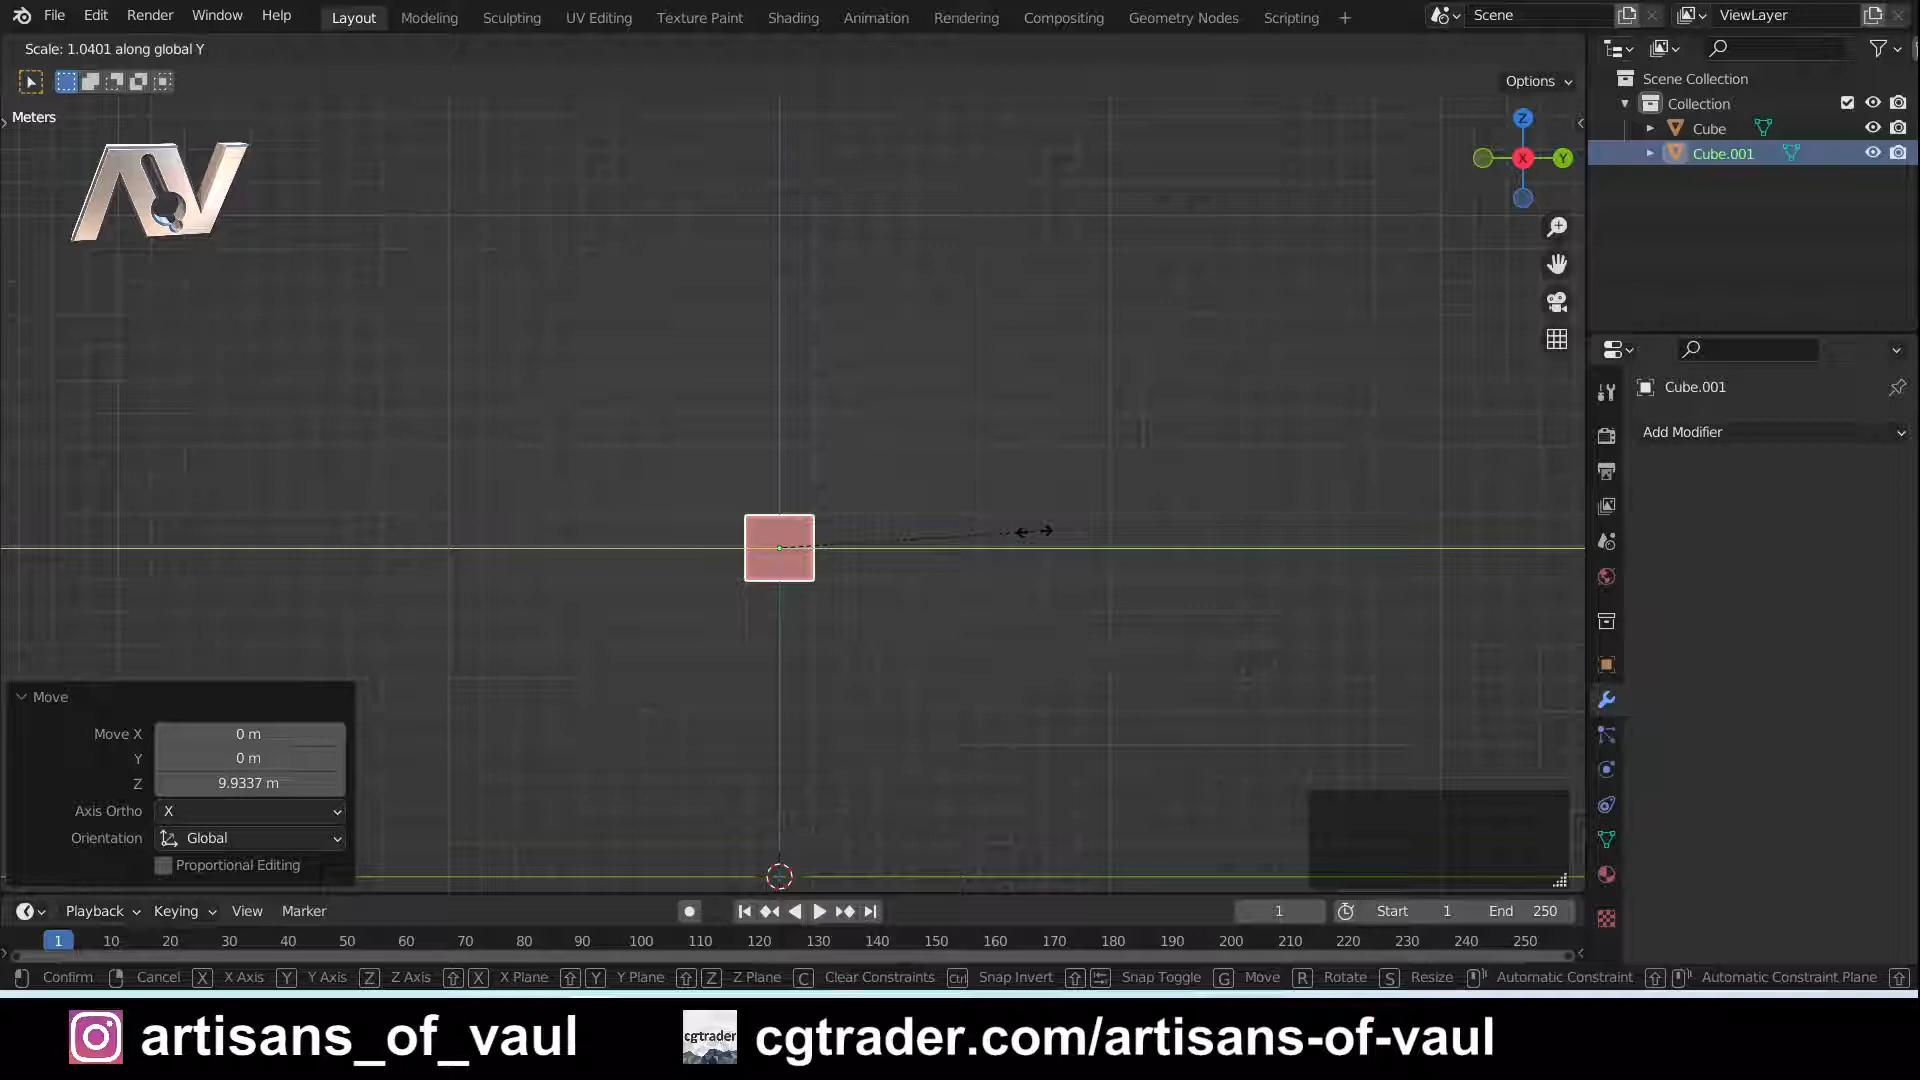 File Edit Render Window Help Layout Modeling Sculpting UV Editing Texture Paint Shading Animation Rendering Compositing Geometry Nodes Scripting + Scene ViewLayer
Scale: 1.0401 along global Y
Options
Meters
Scene Collection
Collection
Cube
Cube.001
Z
X
Y
Cube.001
Add Modifier
Move
Move X 0 m
Y 0 m
Z 9.9337 m
Axis Ortho X
Orientation Global
Proportional Editing
Playback Keying View Marker 1 Start 1 End 250
1 10 20 30 40 50 60 70 80 90 100 110 120 130 140 150 160 170 180 190 200 210 220 230 240 250
Confirm Cancel X X Axis Y Y Axis Z Z Axis X X Plane Y Y Plane Z Z Plane C Clear Constraints Ctrl Snap Invert Snap Toggle G Move R Rotate S Resize Automatic Constraint Automatic Constraint Plane
artisans_of_vaul cgtrader cgtrader.com/artisans-of-vaul